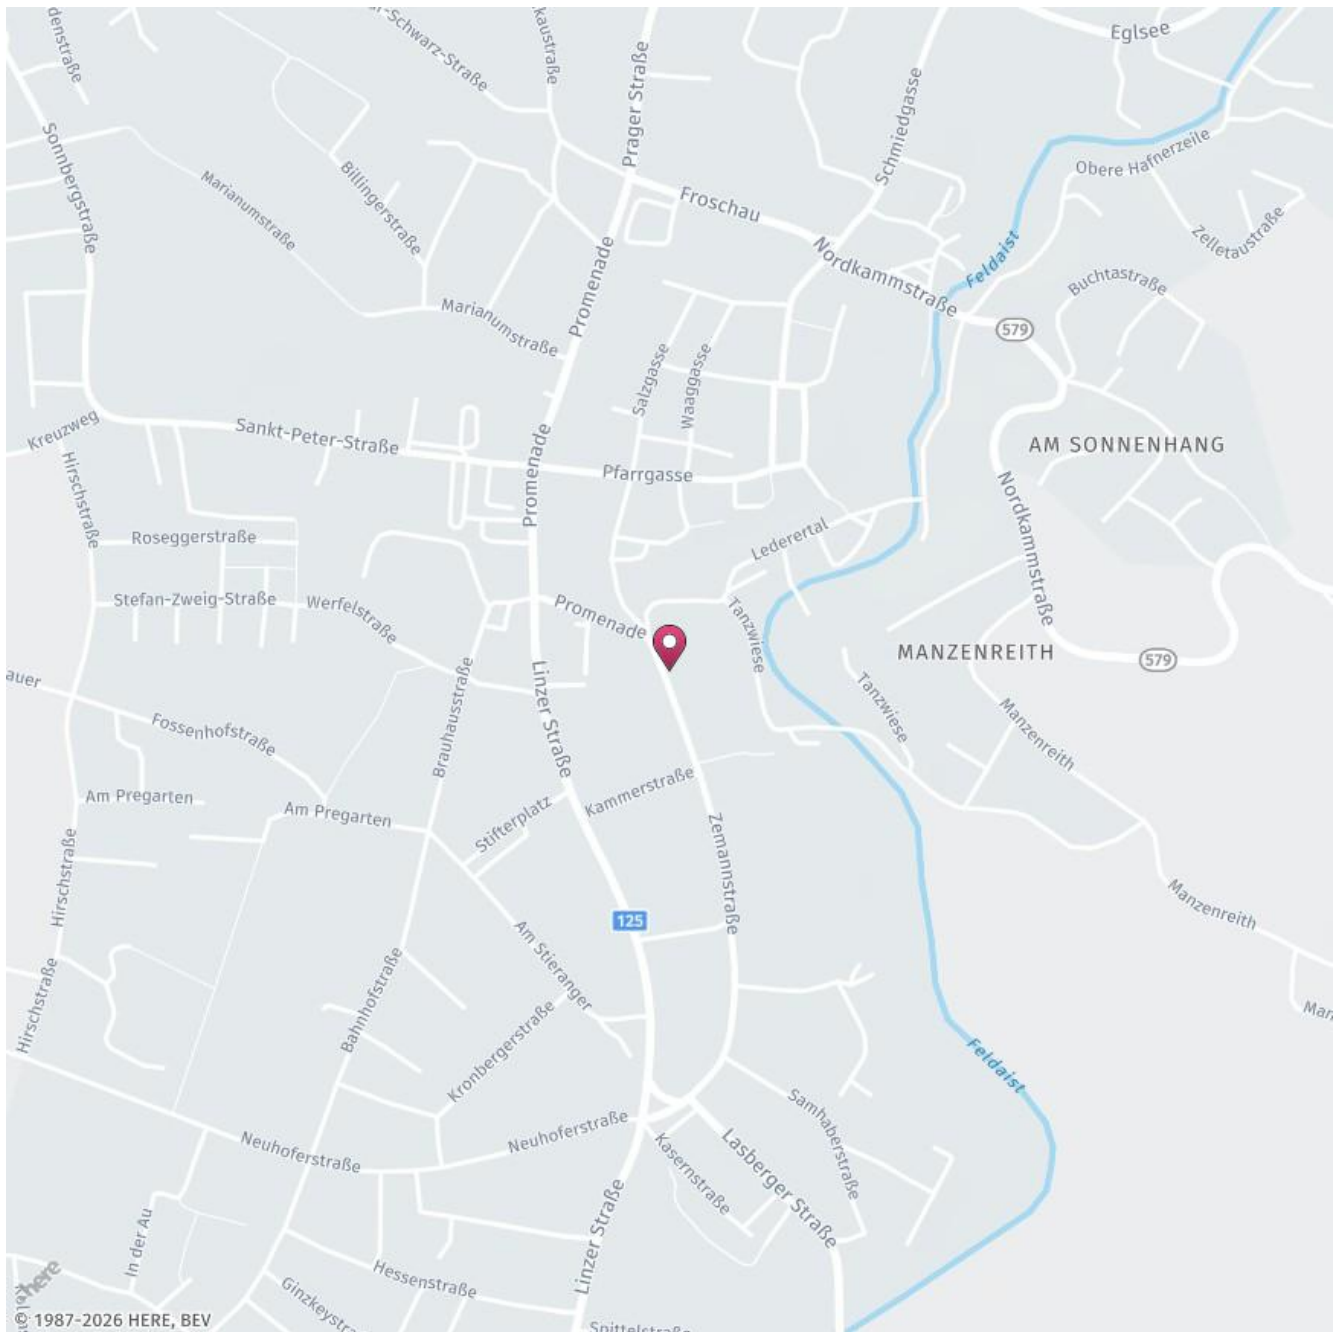 Eglsee
Prager Straße
Schmiedgasse
Sonnbergstraße
Billingerstraße
Marianumstraße
Froschau
Obere Hafnerzeile
Zelletaustraße
Nordkammstraße
Feldaist
Buchtastraße
Promenade
Marianumstraße
579
Salzgasse
Waaggasse
Kreuzweg
Sankt-Peter-Straße
AM SONNENHANG
Pfarrgasse
Promenade
Hirschstraße
Nordkammstraße
Roseggerstraße
Lederertal
Stefan-Zweig-Straße
Werfelstraße
Promenade
Tanzwiese
MANZENREITH
579
Brauhausstraße
Linzer Straße
Tanzwiese
Manzenreith
Fossenhofstraße
Am Pregarten
Am Pregarten
Stifterplatz
Kammerstraße
Zemannstraße
Hirschstraße
Manzenreith
125
Am Stieranger
Hirschstraße
Bahnhofstraße
Kronbergerstraße
Feldaist
Samhaberstraße
Neuhoferstraße
Neuhoferstraße
Kasernstraße
Lasberger Straße
In der Au
Linzer Straße
Hessenstraße
here
© 1987-2026 HERE, BEV